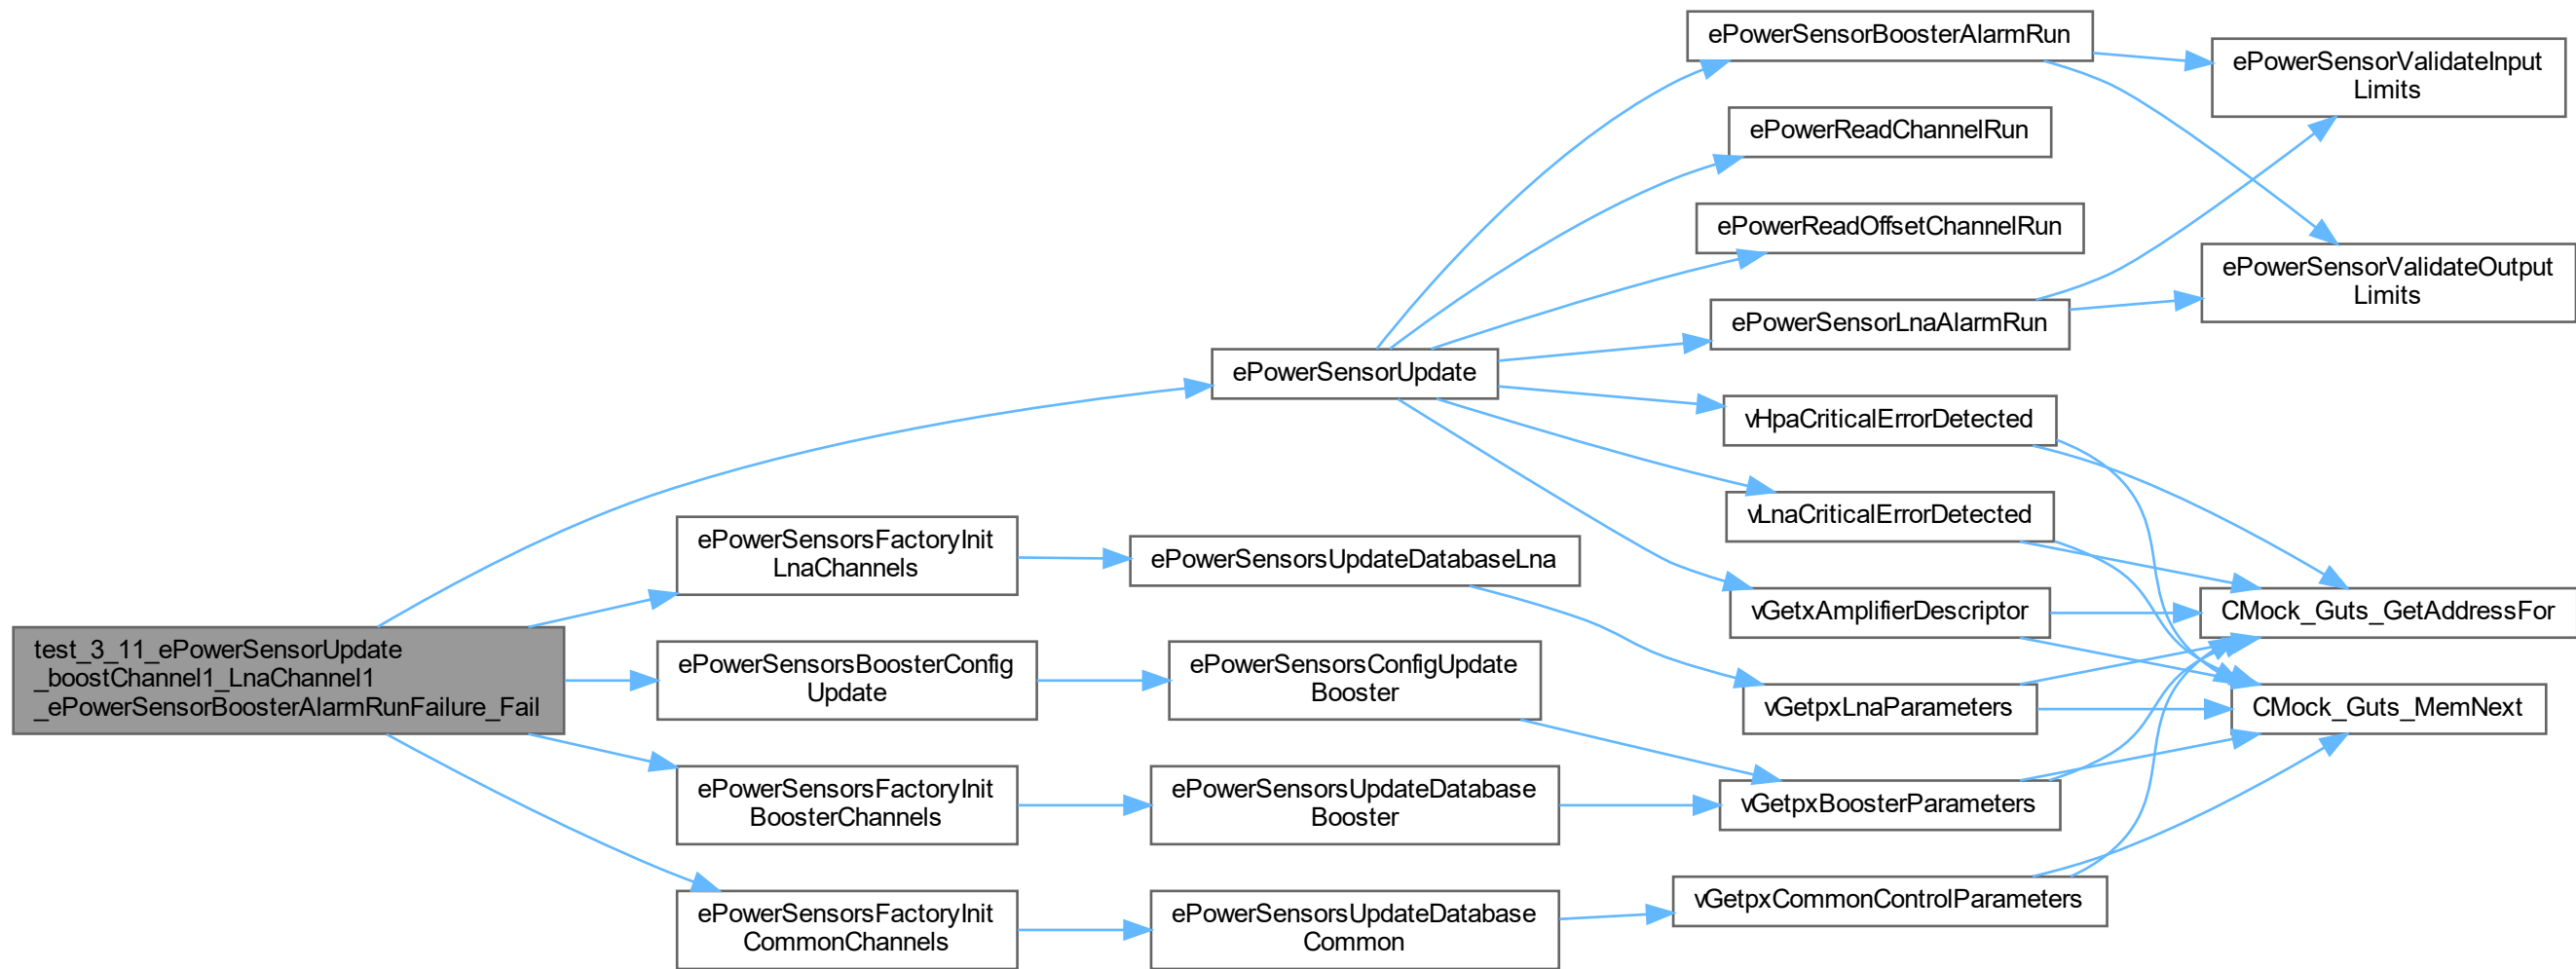 test_3_11_ePowerSensorUpdate
_boostChannel1_LnaChannel1
_ePowerSensorBoosterAlarmRunFailure_Fail
ePowerSensorUpdate
ePowerSensorsFactoryInit
LnaChannels
ePowerSensorsBoosterConfig
Update
ePowerSensorsFactoryInit
BoosterChannels
ePowerSensorsFactoryInit
CommonChannels
ePowerSensorsUpdateDatabaseLna
ePowerSensorsConfigUpdate
Booster
ePowerSensorsUpdateDatabase
Booster
ePowerSensorsUpdateDatabase
Common
ePowerSensorBoosterAlarmRun
ePowerReadChannelRun
ePowerReadOffsetChannelRun
ePowerSensorLnaAlarmRun
vHpaCriticalErrorDetected
vLnaCriticalErrorDetected
vGetxAmplifierDescriptor
vGetpxLnaParameters
vGetpxBoosterParameters
vGetpxCommonControlParameters
ePowerSensorValidateInput
Limits
ePowerSensorValidateOutput
Limits
CMock_Guts_GetAddressFor
CMock_Guts_MemNext